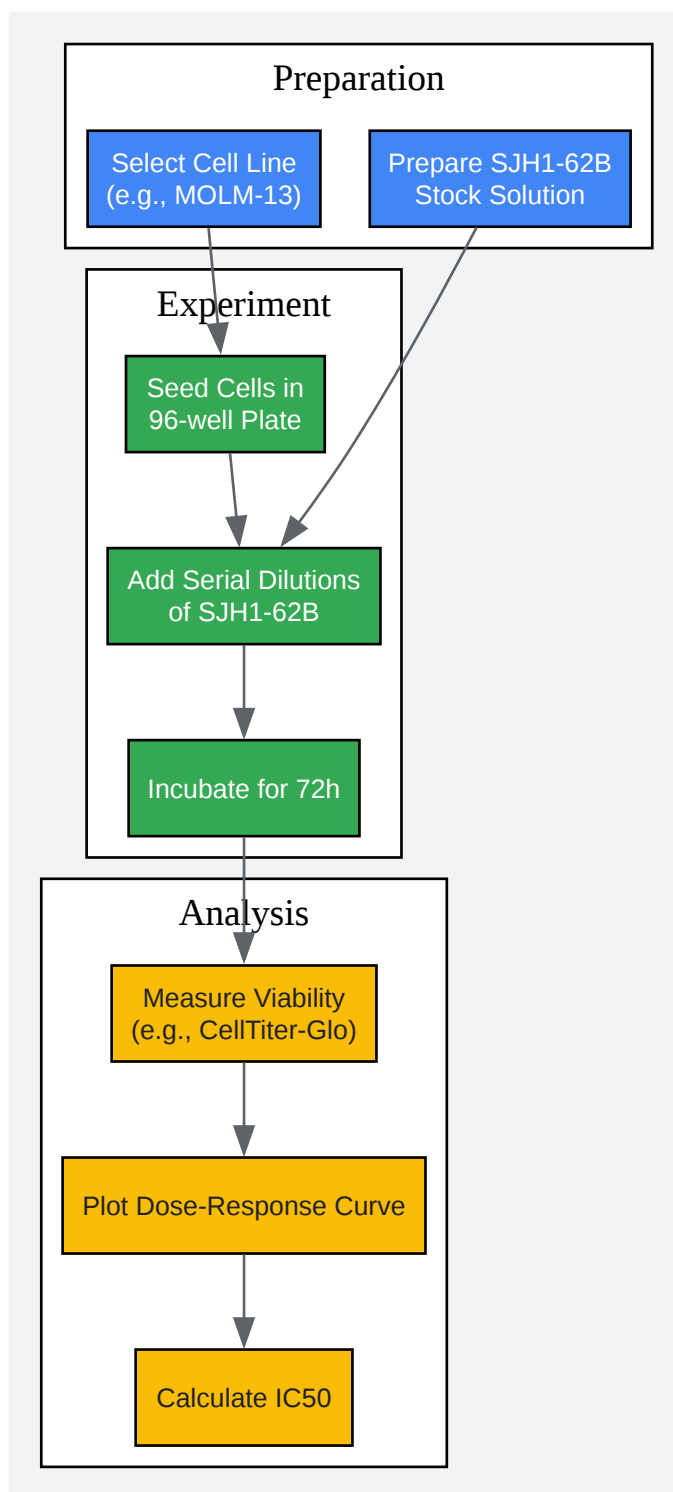 Preparation
Select Cell Line
(e.g., MOLM-13)
Prepare SJH1-62B
Stock Solution
Experiment
Seed Cells in
96-well Plate
Add Serial Dilutions
of SJH1-62B
Incubate for 72h
Analysis
Measure Viability
(e.g., CellTiter-Glo)
Plot Dose-Response Curve
Calculate IC50